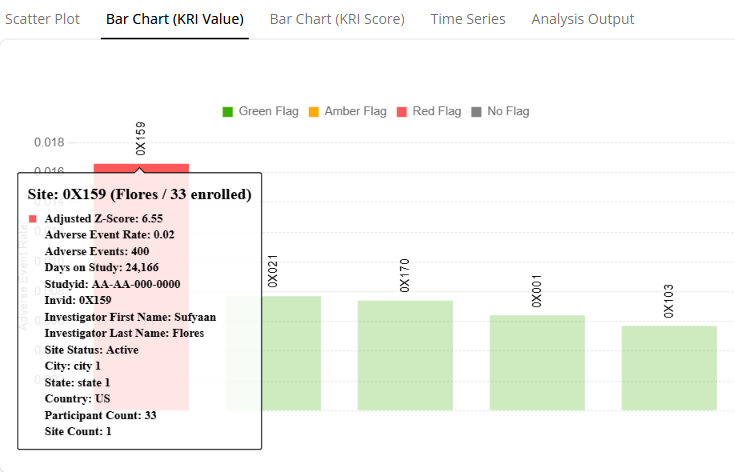 Scatter Plot Bar Chart (KRI Value) Bar Chart (KRI Score) Time Series Analysis Output
Green Flag Amber Flag Red Flag No Flag
0.018
0X159
0.016
Site: 0X159 (Flores / 33 enrolled)
Adjusted Z-Score: 6.55
Adverse Event Rate: 0.02
Adverse Events: 400
Days on Study: 24,166
Studyid: AA-AA-000-0000
Invid: 0X159
Investigator First Name: Sufyaan
Investigator Last Name: Flores
Site Status: Active
City: city 1
State: state 1
Country: US
Participant Count: 33
Site Count: 1
Adverse Event Rate
0X021
0X170
0X001
0X103